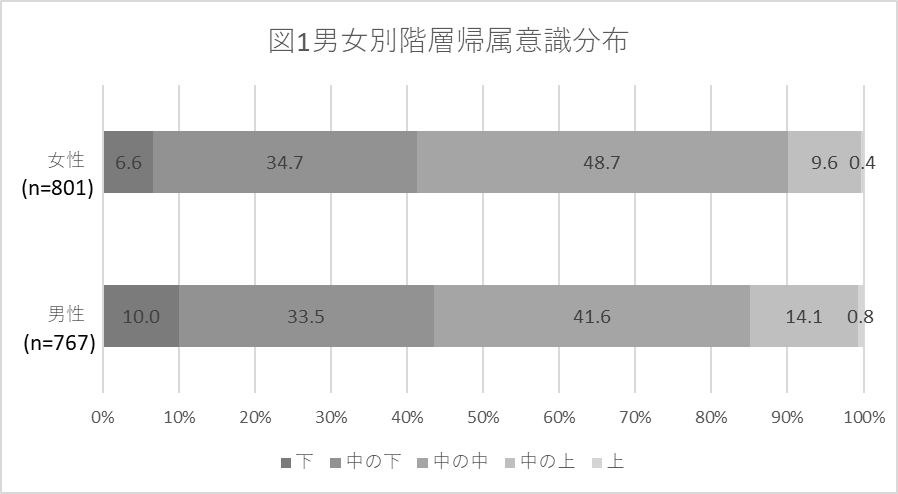 図1男女別階層帰属意識分布
女性
(n=801)
6.6 34.7 48.7 9.6 0.4
男性
(n=767)
10.0 33.5 41.6 14.1 0.8
0% 10% 20% 30% 40% 50% 60% 70% 80% 90% 100%
下 中の下 中の中 中の上 上